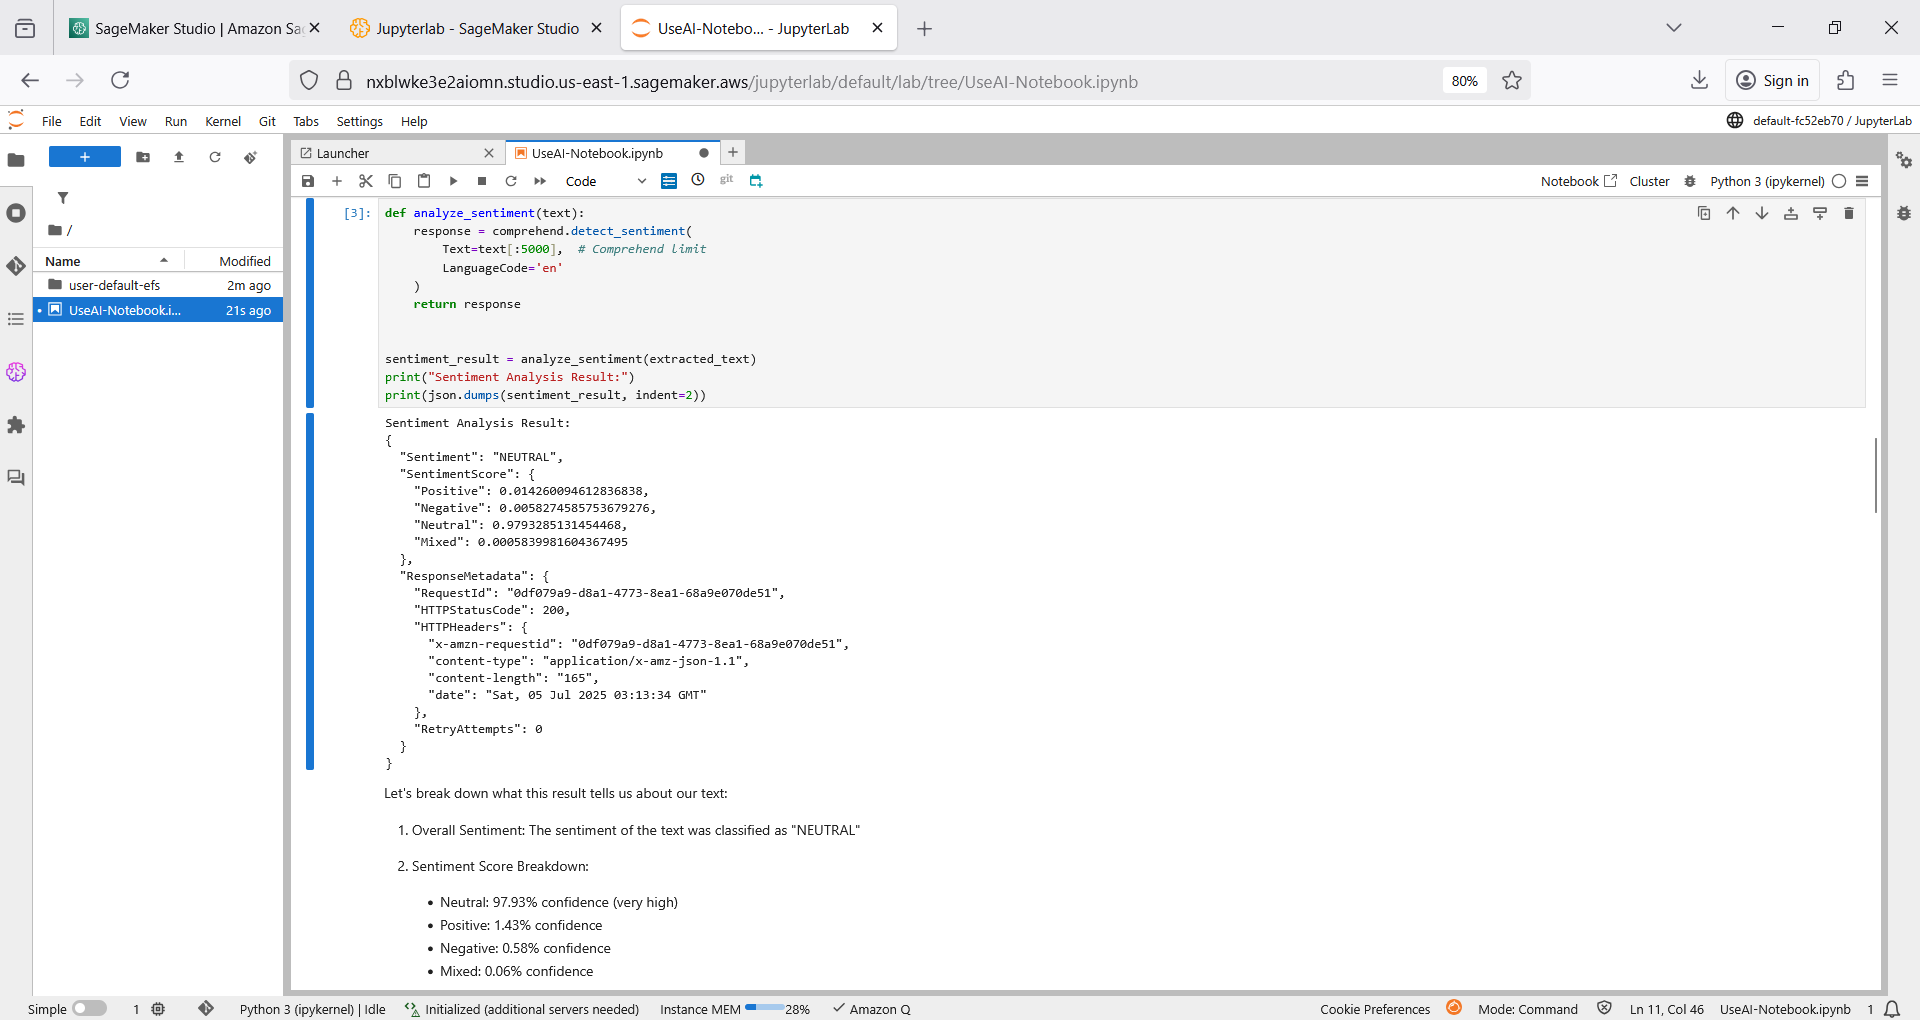 SageMaker Studio | Amazon Sa
Jupyterlab - SageMaker Studio
UseAI-Notebo... - JupyterLab
nxblwke3e2aiomn.studio.us-east-1.sagemaker.aws/jupyterlab/default/lab/tree/UseAI-Notebook.ipynb
80%
Sign in
File Edit View Run Kernel Git Tabs Settings Help
default-fc52eb70 / JupyterLab
Launcher
UseAI-Notebook.ipynb
Code
git
Notebook
Cluster
Python 3 (ipykernel)
/
Name Modified
user-default-efs 2m ago
UseAI-Notebook.i... 21s ago
[3]: def analyze_sentiment(text):
response = comprehend.detect_sentiment(
Text=text[:5000], # Comprehend limit
LanguageCode='en'
)
return response
sentiment_result = analyze_sentiment(extracted_text)
print("Sentiment Analysis Result:")
print(json.dumps(sentiment_result, indent=2))
Sentiment Analysis Result:
{
"Sentiment": "NEUTRAL",
"SentimentScore": {
"Positive": 0.014260094612836838,
"Negative": 0.0058274585753679276,
"Neutral": 0.9793285131454468,
"Mixed": 0.0005839981604367495
},
"ResponseMetadata": {
"RequestId": "0df079a9-d8a1-4773-8ea1-68a9e070de51",
"HTTPStatusCode": 200,
"HTTPHeaders": {
"x-amzn-requestid": "0df079a9-d8a1-4773-8ea1-68a9e070de51",
"content-type": "application/x-amz-json-1.1",
"content-length": "165",
"date": "Sat, 05 Jul 2025 03:13:34 GMT"
},
"RetryAttempts": 0
}
}
Let's break down what this result tells us about our text:
1. Overall Sentiment: The sentiment of the text was classified as "NEUTRAL"
2. Sentiment Score Breakdown:
• Neutral: 97.93% confidence (very high)
• Positive: 1.43% confidence
• Negative: 0.58% confidence
• Mixed: 0.06% confidence
Simple 1 Python 3 (ipykernel) | Idle Initialized (additional servers needed) Instance MEM 28% Amazon Q Cookie Preferences Mode: Command Ln 11, Col 46 UseAI-Notebook.ipynb 1